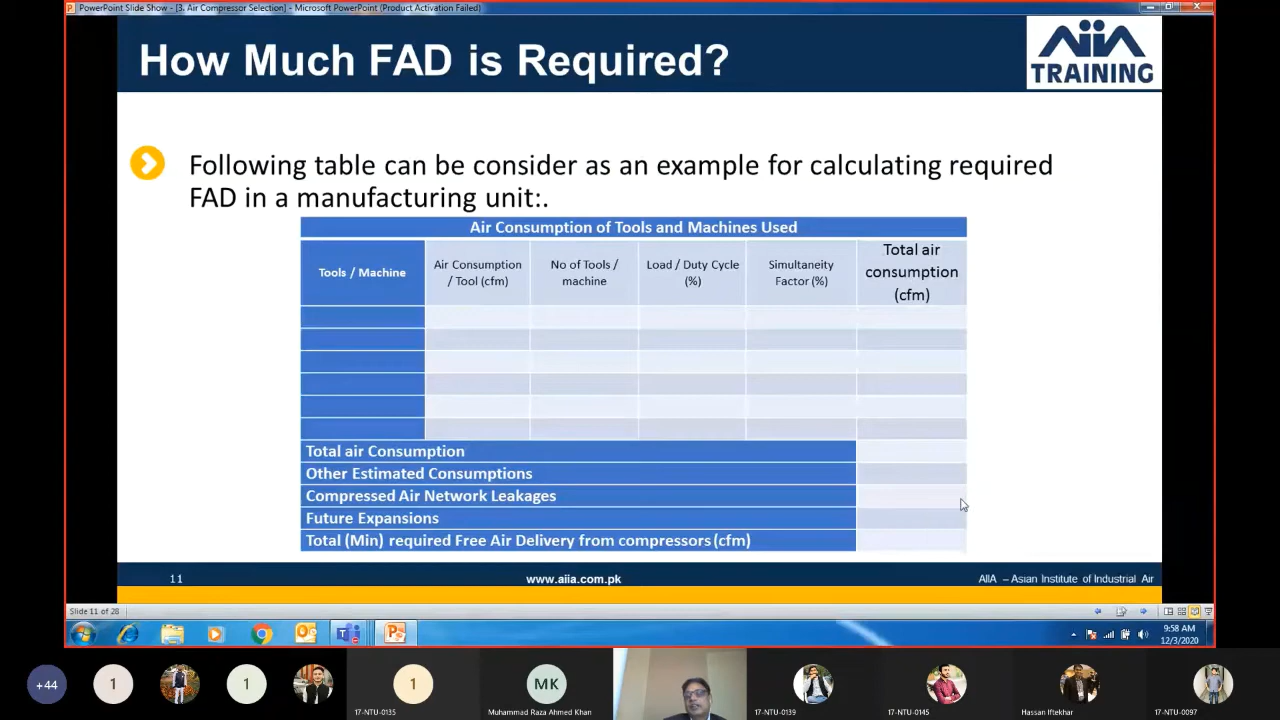 PowerPoint Slide Show - [3. Air Compressor Selection] - Microsoft PowerPoint (Product Activation Failed)
How Much FAD is Required?
AIIA
TRAINING
Following table can be consider as an example for calculating required
FAD in a manufacturing unit:.
Air Consumption of Tools and Machines Used
Tools / Machine
Air Consumption
/ Tool (cfm)
No of Tools /
machine
Load / Duty Cycle
(%)
Simultaneity
Factor (%)
Total air
consumption
(cfm)
Total air Consumption
Other Estimated Consumptions
Compressed Air Network Leakages
Future Expansions
Total (Min) required Free Air Delivery from compressors (cfm)
11
www.aiia.com.pk
AIIA – Asian Institute of Industrial Air
Slide 11 of 28
9:58 AM
12/3/2020
+44
1
1
1
MK
17-NTU-0135
Muhammad Raza Ahmed Khan
17-NTU-0139
17-NTU-0145
Hassan Iftekhar
17-NTU-0097